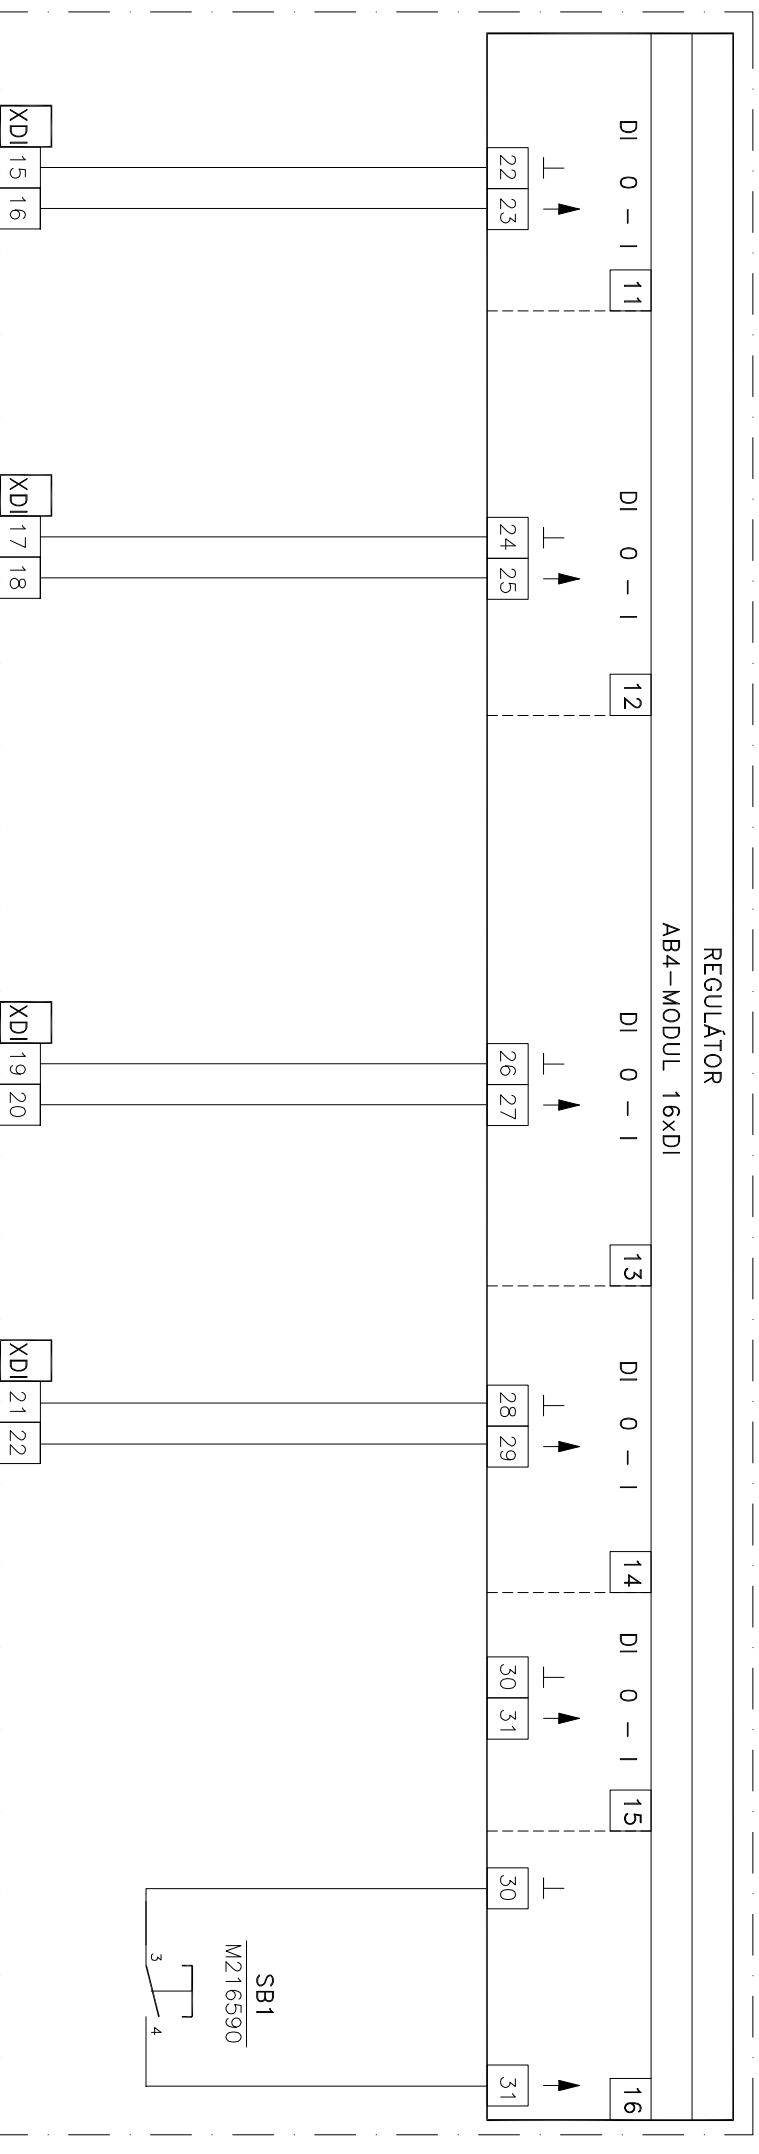 REGULÁTOR
AB4-MODUL 16xDI
DI 0 - I
11
22 23
XDI 15 16
DI 0 - I
12
24 25
XDI 17 18
DI 0 - I
13
26 27
XDI 19 20
DI 0 - I
14
28 29
XDI 21 22
DI 0 - I
15
30 31
16
30
31
SB1
M216590
3 4